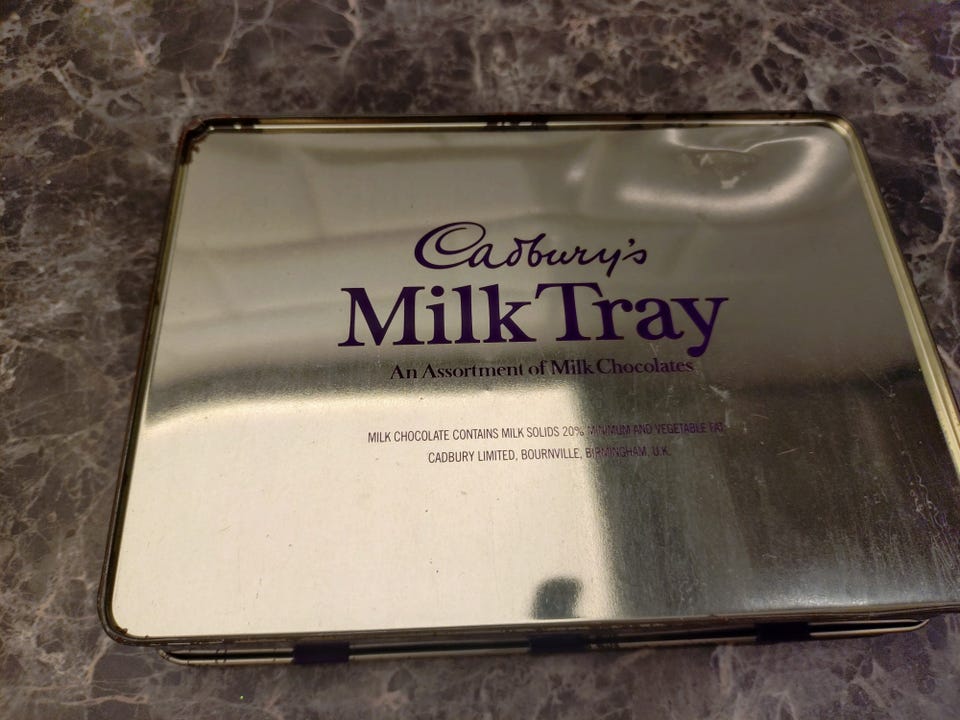 Cadbury's
Milk Tray
An Assortment of Milk Chocolates
MILK CHOCOLATE CONTAINS MILK SOLIDS 20% MINIMUM AND VEGETABLE FAT.
CADBURY LIMITED, BOURNVILLE, BIRMINGHAM, U.K.